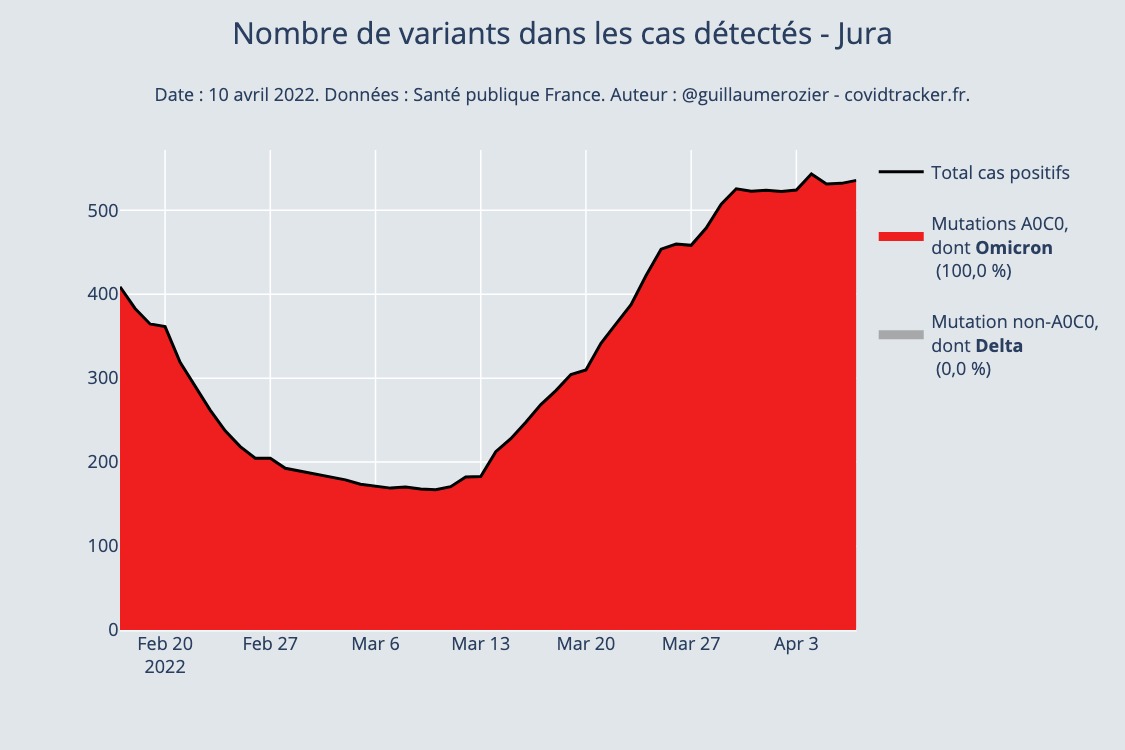 Nombre de variants dans les cas détectés - Jura
Date : 10 avril 2022. Données : Santé publique France. Auteur : @guillaumerozier - covidtracker.fr.
Total cas positifs
Mutations A0C0,
dont Omicron
(100,0 %)
Mutation non-A0C0,
dont Delta
(0,0 %)
500
400
300
200
100
0
Feb 20
2022
Feb 27
Mar 6
Mar 13
Mar 20
Mar 27
Apr 3